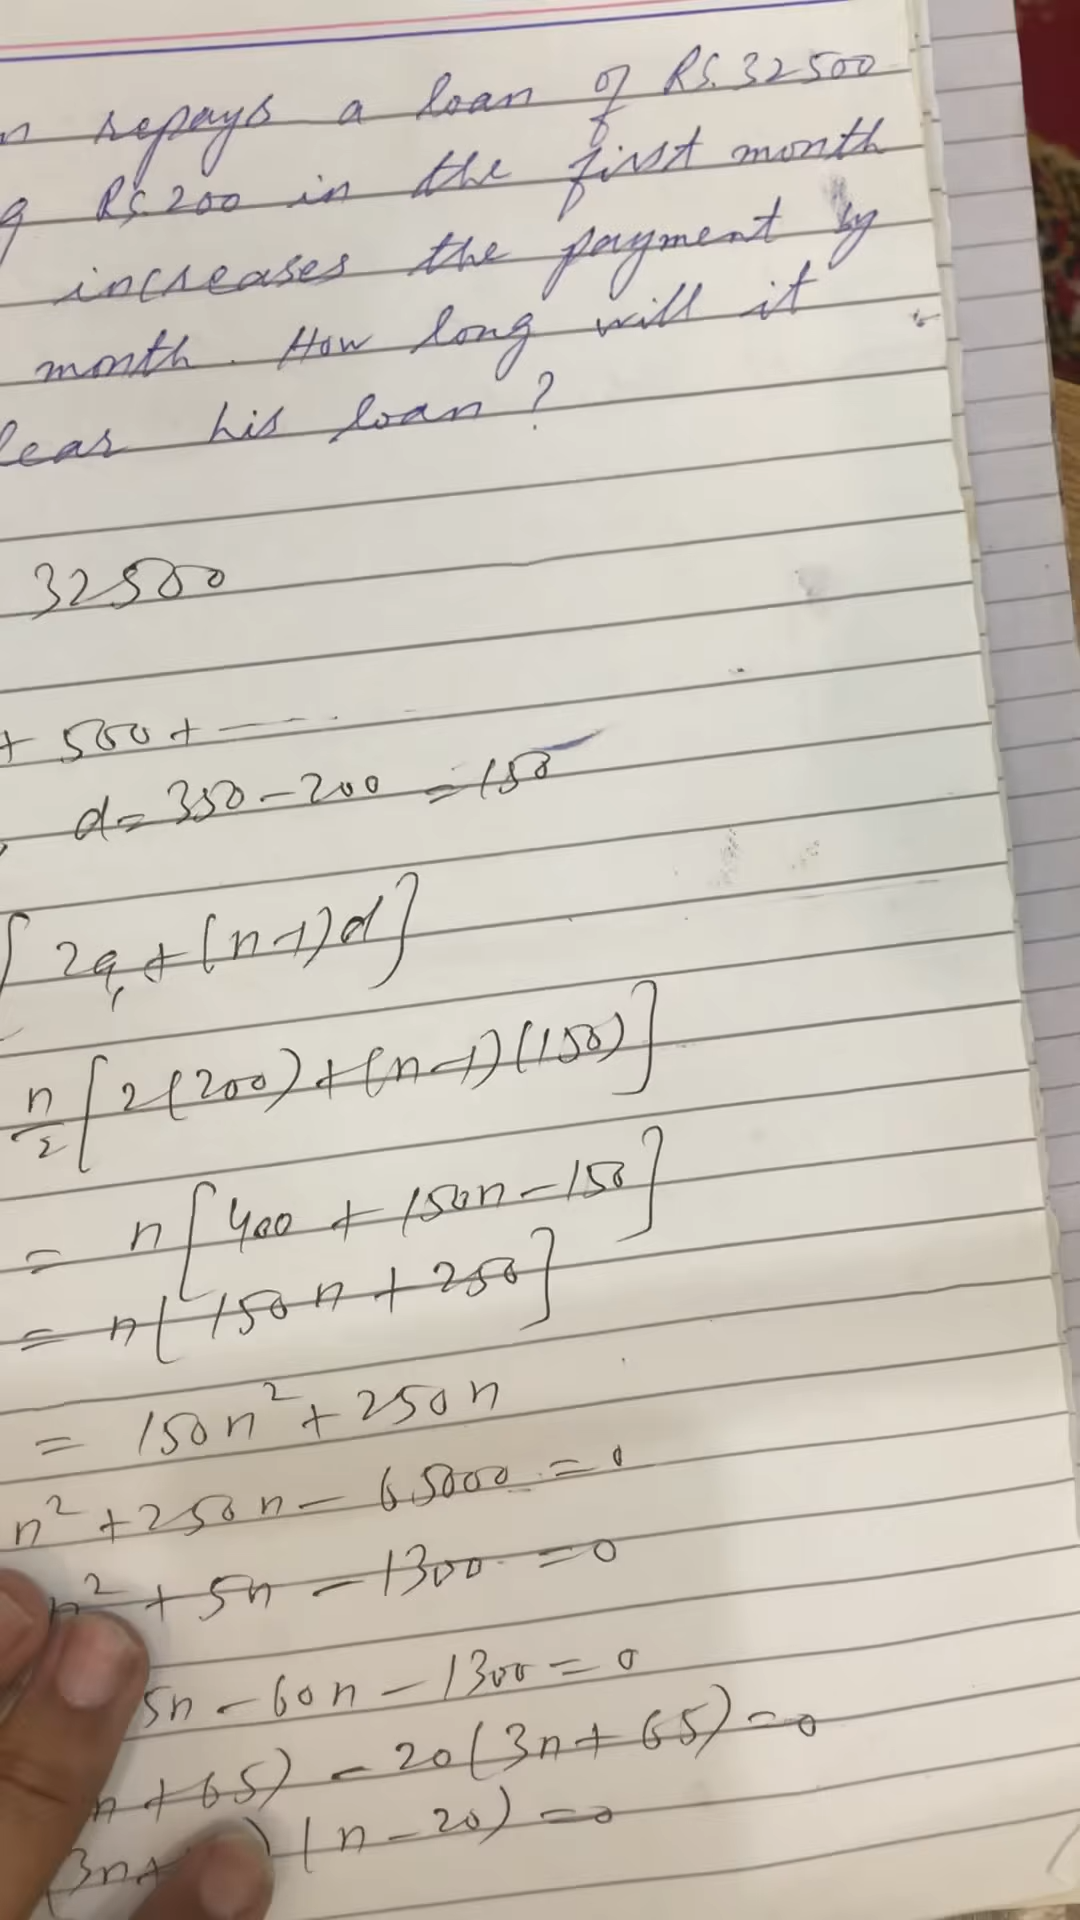 repays a loan of Rs. 32500
Rs. 200 in the first month
increases the payment by
month. How long will it
his loan?
32500
+ 500 + ---
d = 350 - 200 = 150
[2a, + (n-1)d]
n/2 [2(200) + (n-1)(150)]
= n[400 + 150n - 150]
= n[150n + 250]
= 150n² + 250n
n² + 250n - 65000 = 0
n² + 5n - 1300 = 0
5n - 60n - 1300 = 0
n + 65) - 20(3n + 65) = 0
(3n+ ) (n - 20) = 0